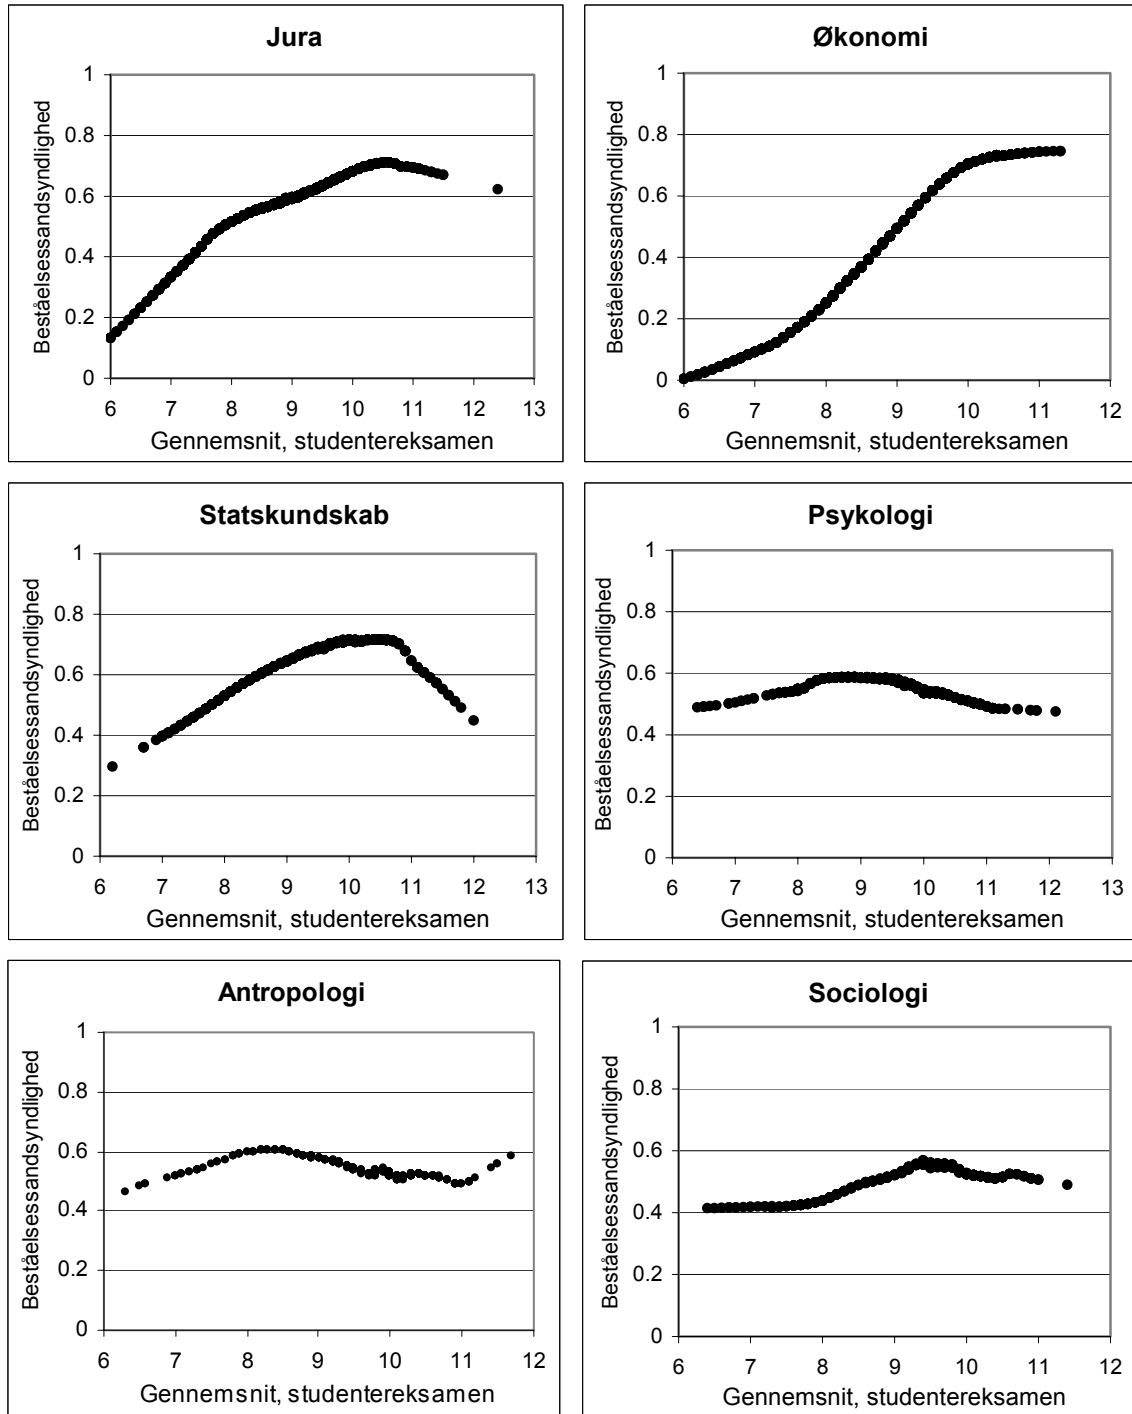 Jura
Beståelsessandsyndlighed
1
0.8
0.6
0.4
0.2
0
6 7 8 9 10 11 12 13
Gennemsnit, studentereksamen
Økonomi
Beståelsessandsyndlighed
1
0.8
0.6
0.4
0.2
0
6 7 8 9 10 11 12
Gennemsnit, studentereksamen
Statskundskab
Beståelsessandsyndlighed
1
0.8
0.6
0.4
0.2
0
6 7 8 9 10 11 12 13
Gennemsnit, studentereksamen
Psykologi
Beståelsessandsyndlighed
1
0.8
0.6
0.4
0.2
0
6 7 8 9 10 11 12 13
Gennemsnit, studentereksamen
Antropologi
Beståelsessandsyndlighed
1
0.8
0.6
0.4
0.2
0
6 7 8 9 10 11 12
Gennemsnit, studentereksamen
Sociologi
Beståelsessandsyndlighed
1
0.8
0.6
0.4
0.2
0
6 7 8 9 10 11 12
Gennemsnit, studentereksamen